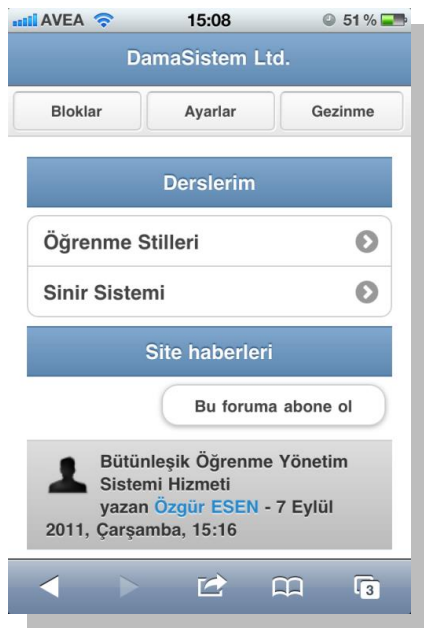 AVEA 15:08 51 %
DamaSistem Ltd.
Bloklar Ayarlar Gezinme
Derslerim
Öğrenme Stilleri
Sinir Sistemi
Site haberleri
Bu foruma abone ol
Bütünleşik Öğrenme Yönetim
Sistemi Hizmeti
yazan Özgür ESEN - 7 Eylül
2011, Çarşamba, 15:16
3